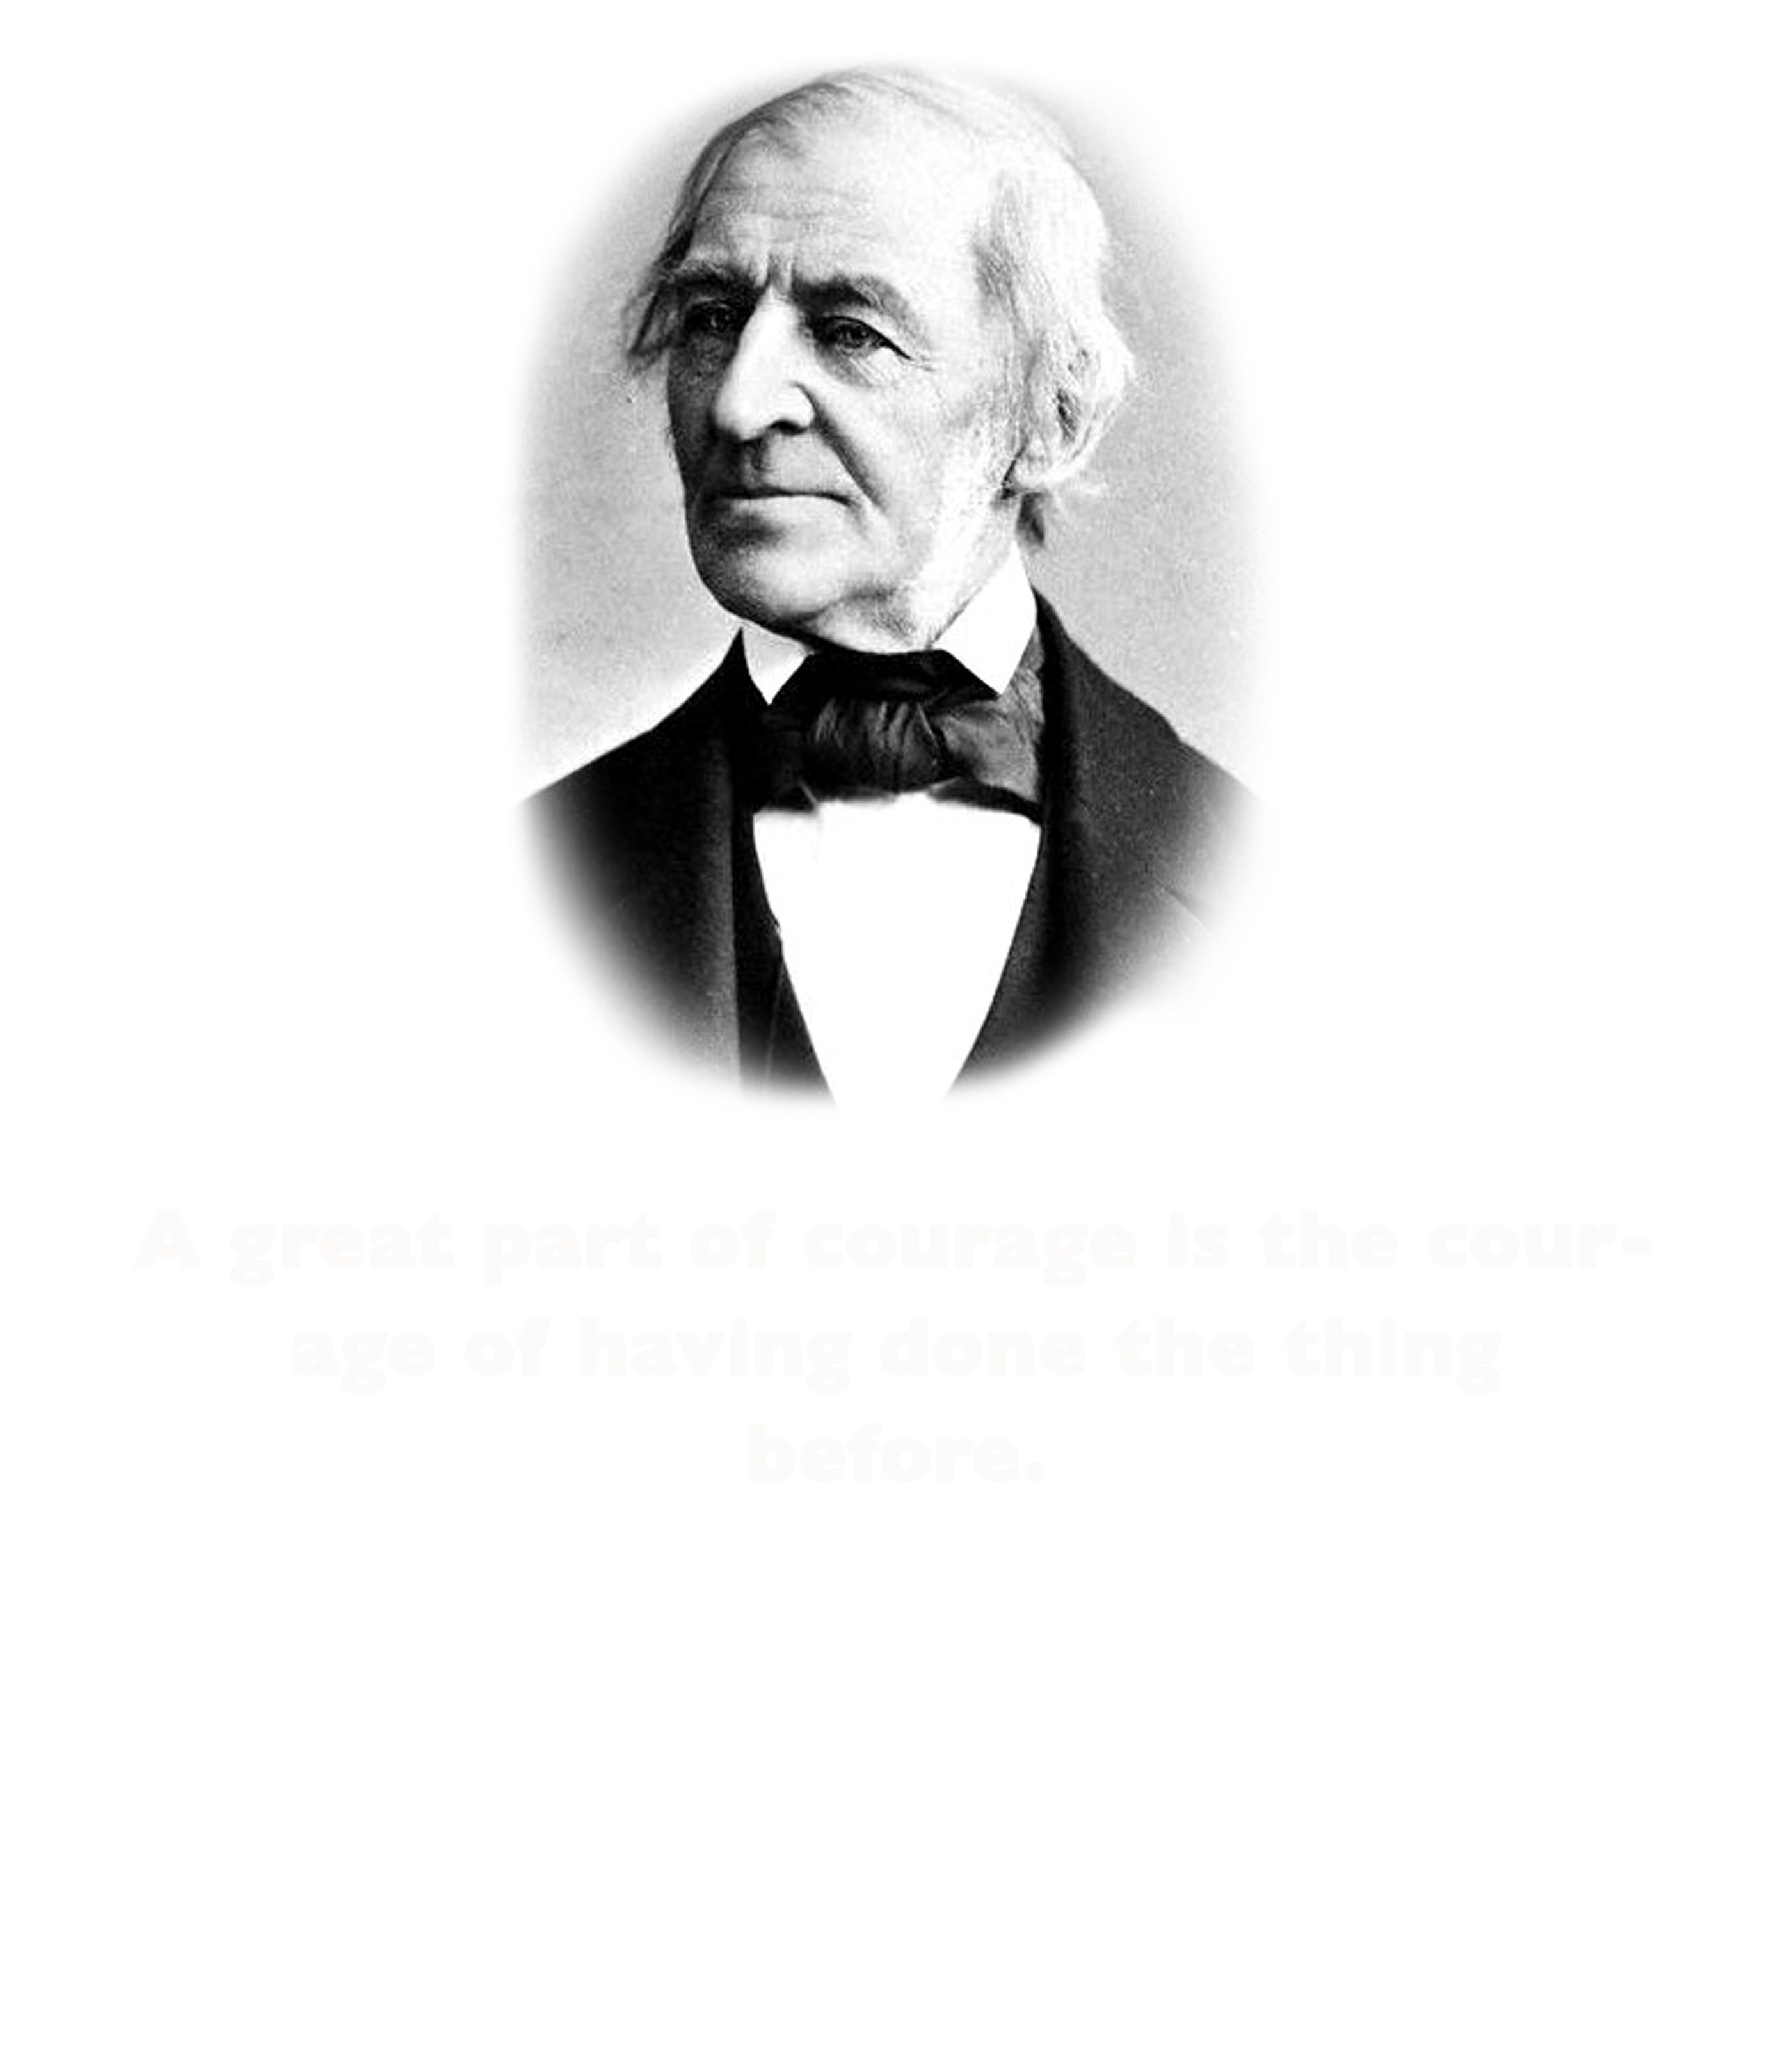 A great part of courage is the cour-
age of having done the thing
before.